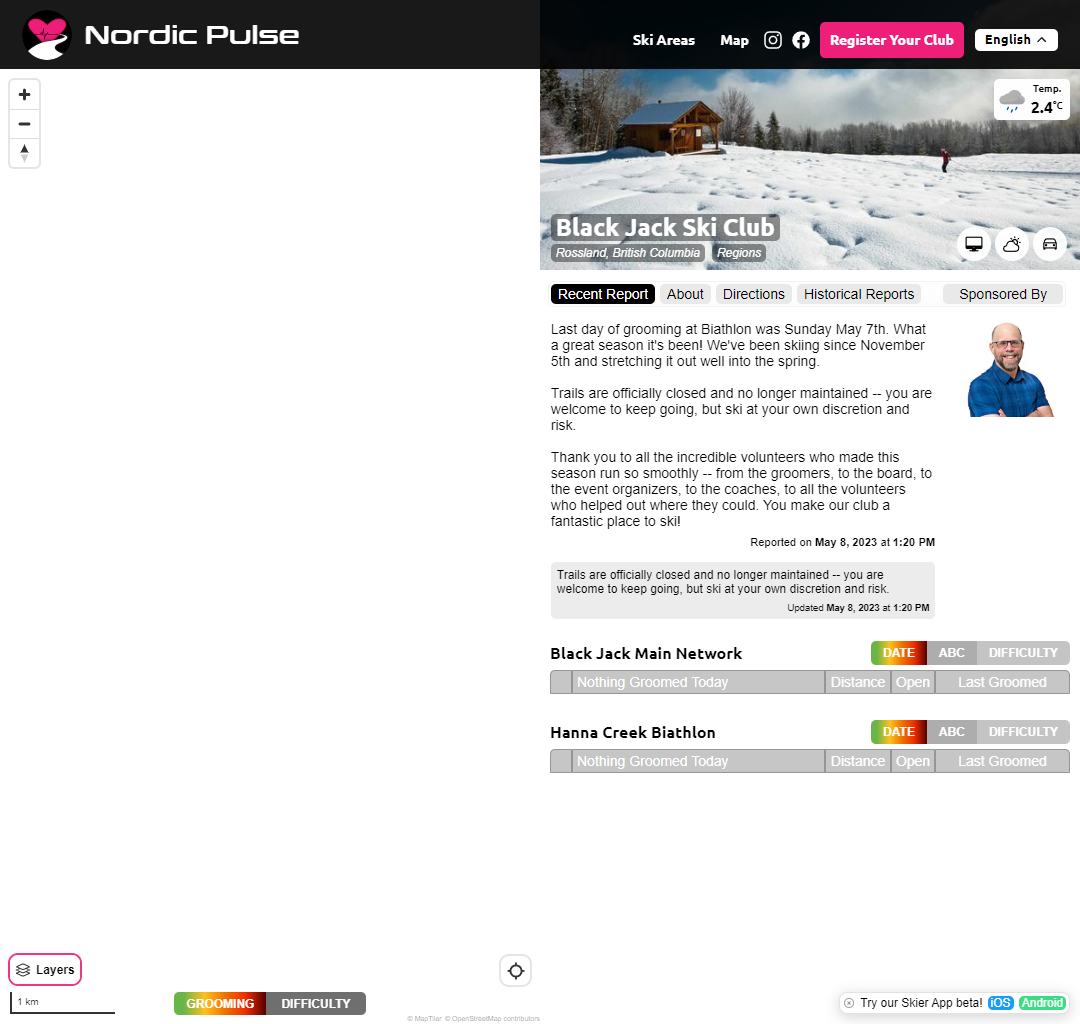 Nordic Pulse
Ski Areas
Map
Register Your Club
English
Temp.
2.4°C
Black Jack Ski Club
Rossland, British Columbia
Regions
Recent Report
About
Directions
Historical Reports
Sponsored By
Last day of grooming at Biathlon was Sunday May 7th. What
a great season it's been! We've been skiing since November
5th and stretching it out well into the spring.
Trails are officially closed and no longer maintained -- you are
welcome to keep going, but ski at your own discretion and
risk.
Thank you to all the incredible volunteers who made this
season run so smoothly -- from the groomers, to the board, to
the event organizers, to the coaches, to all the volunteers
who helped out where they could. You make our club a
fantastic place to ski!
Reported on May 8, 2023 at 1:20 PM
Trails are officially closed and no longer maintained -- you are
welcome to keep going, but ski at your own discretion and risk.
Updated May 8, 2023 at 1:20 PM
Black Jack Main Network
DATE
ABC
DIFFICULTY
Nothing Groomed Today
Distance
Open
Last Groomed
Hanna Creek Biathlon
DATE
ABC
DIFFICULTY
Nothing Groomed Today
Distance
Open
Last Groomed
Layers
1 km
GROOMING
DIFFICULTY
© MapTiler © OpenStreetMap contributors
Try our Skier App beta! iOS Android